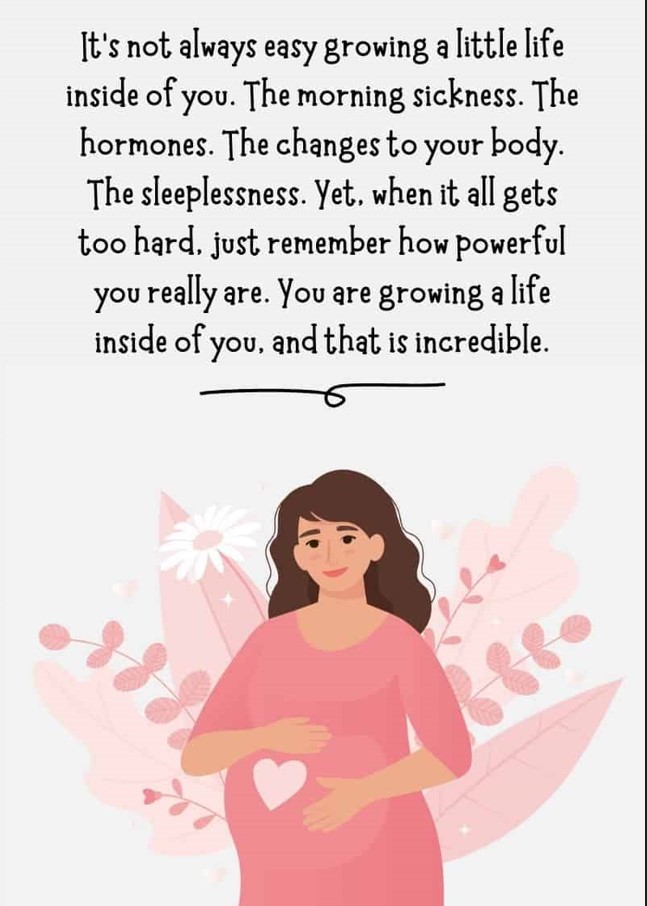 It's not always easy growing a little life
inside of you. The morning sickness. The
hormones. The changes to your body.
The sleeplessness. Yet, when it all gets
too hard, just remember how powerful
you really are. You are growing a life
inside of you, and that is incredible.